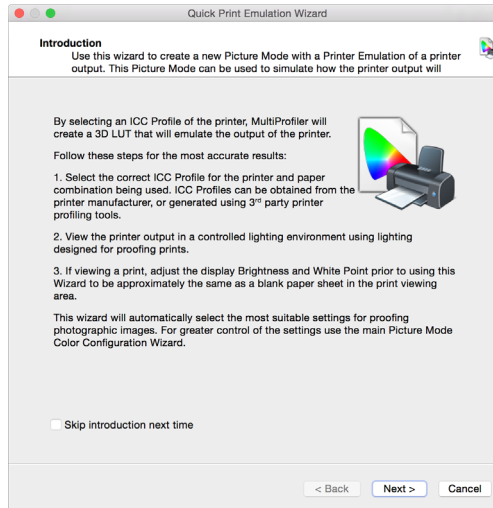 Quick Print Emulation Wizard
Introduction
Use this wizard to create a new Picture Mode with a Printer Emulation of a printer
output. This Picture Mode can be used to simulate how the printer output will
By selecting an ICC Profile of the printer, MultiProfiler will
create a 3D LUT that will emulate the output of the printer.
Follow these steps for the most accurate results:
1. Select the correct ICC Profile for the printer and paper
combination being used. ICC Profiles can be obtained from the
printer manufacturer, or generated using 3rd party printer
profiling tools.
2. View the printer output in a controlled lighting environment using lighting
designed for proofing prints.
3. If viewing a print, adjust the display Brightness and White Point prior to using this
Wizard to be approximately the same as a blank paper sheet in the print viewing
area.
This wizard will automatically select the most suitable settings for proofing
photographic images. For greater control of the settings use the main Picture Mode
Color Configuration Wizard.
Skip introduction next time
< Back
Next >
Cancel